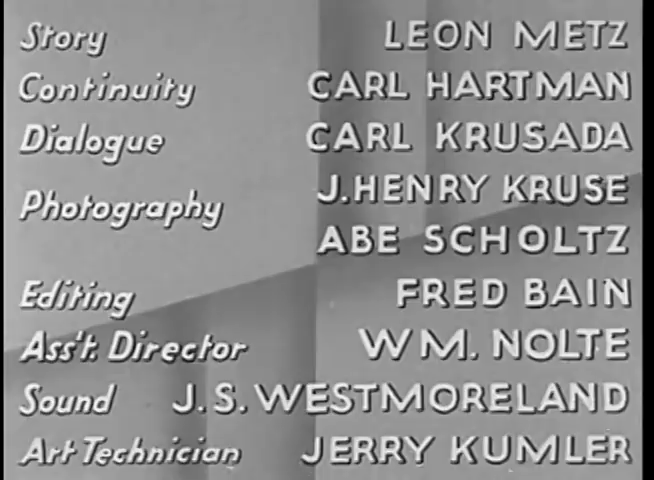 Story LEON METZ
Continuity CARL HARTMAN
Dialogue CARL KRUSADA
Photography J. HENRY KRUSE
ABE SCHOLTZ
Editing FRED BAIN
Ass't. Director WM. NOLTE
Sound J. S. WESTMORELAND
Art Technician JERRY KUMLER